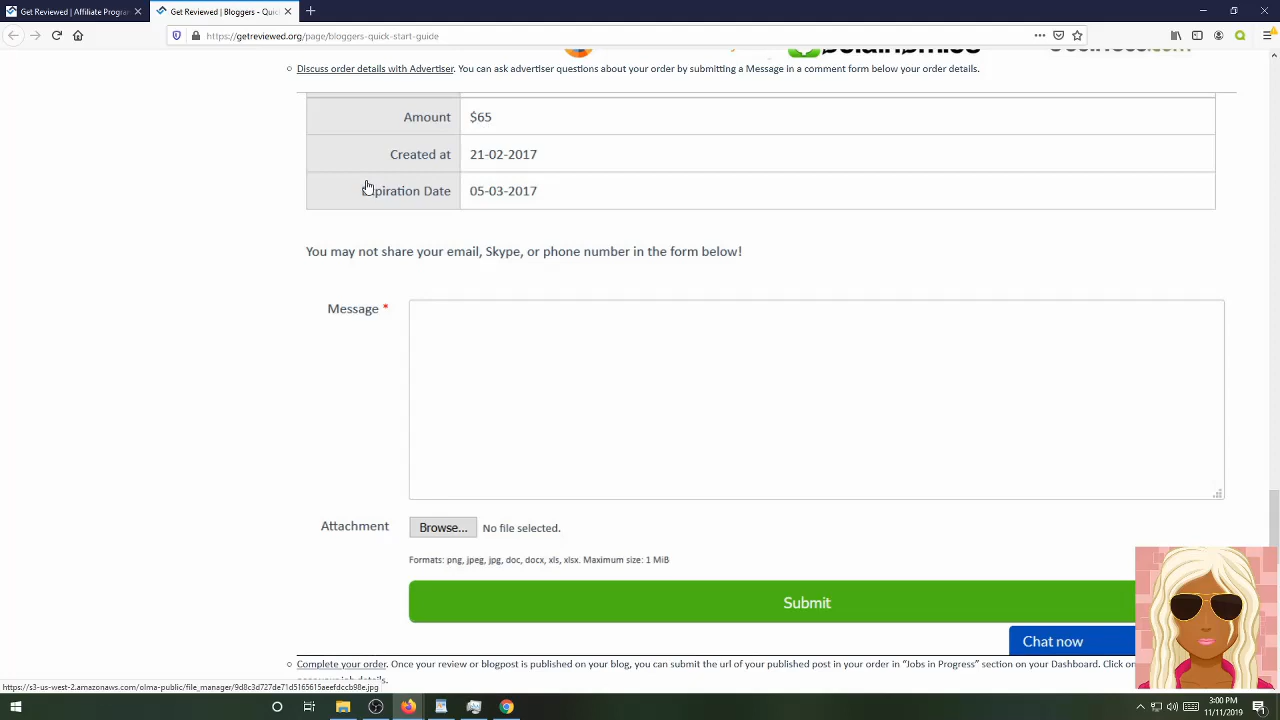 Get Reviewed | Affiliate Progra
Get Reviewed | Bloggers - Quic
https://getreviewed.org/page/bloggers-quick-start-guide
Discuss order details with Advertiser. You can ask advertiser questions about your order by submitting a Message in a comment form below your order details.
Amount $65
Created at 21-02-2017
Expiration Date 05-03-2017
You may not share your email, Skype, or phone number in the form below!
Message *
Attachment Browse... No file selected.
Formats: png, jpeg, jpg, doc, docx, xls, xlsx. Maximum size: 1 MiB
Submit
Chat now
Complete your order. Once your review or blogpost is published on your blog, you can submit the url of your published post in your order in “Jobs in Progress” section on your Dashboard. Click on
3:00 PM
11/11/2019